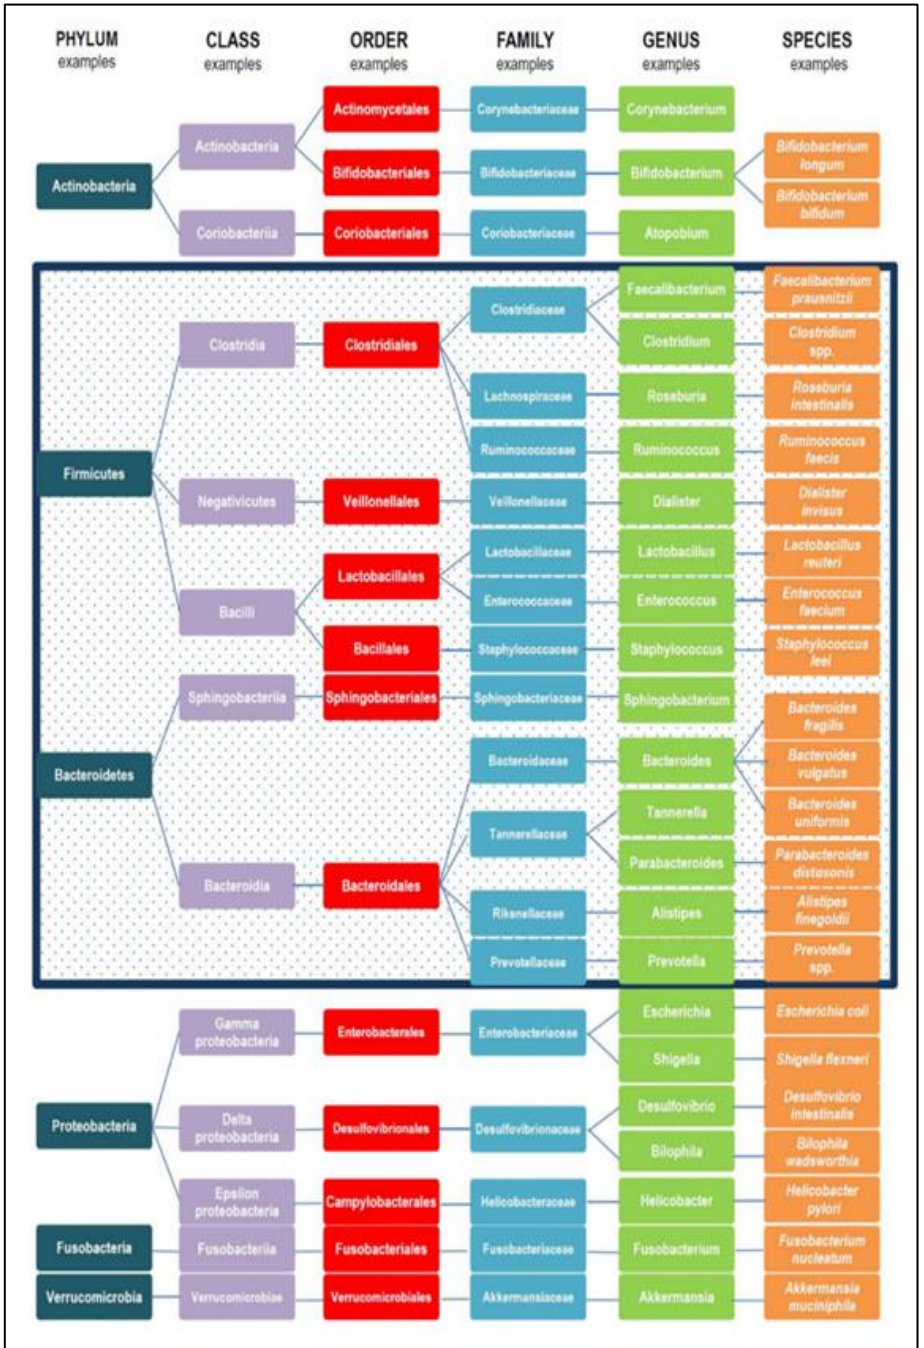 PHYLUM CLASS ORDER FAMILY GENUS SPECIES
examples examples examples examples examples examples
Actinomycetales Corynebacteriaceae Corynebacterium
Actinobacteria
Bifidobacterium
longum
Actinobacteria
Bifidobacteriales Bifidobacteriaceae Bifidobacterium
Bifidobacterium
bifidum
Coriobacteriia Coriobacteriales Coriobacteriaceae Atopobium
Faecalibacterium
Faecalibacterium
prausnitzii
Clostridiaceae
Clostridia Clostridiales
Clostridium
Clostridium
spp.
Lachnospiraceae Roseburia
Roseburia
intestinalis
Firmicutes
Ruminococcaceae Ruminococcus
Ruminococcus
faecis
Negativicutes Veillonellales Veillonellaceae Dialister
Dialister
invisus
Lactobacillales
Lactobacillaceae Lactobacillus
Lactobacillus
reuteri
Bacilli
Enterococcaceae Enterococcus
Enterococcus
faecium
Bacillales Staphylococcaceae Staphylococcus
Staphylococcus
leei
Sphingobacteriia Sphingobacteriales Sphingobacteriaceae Sphingobacterium
Bacteroides
fragilis
Bacteroidetes
Bacteroidaceae Bacteroides
Bacteroides
vulgatus
Bacteroides
uniformis
Tannerellaceae
Tannerella
Parabacteroides
Parabacteroides
distasonis
Bacteroidia Bacteroidales
Rikenellaceae Alistipes
Alistipes
finegoldii
Prevotellaceae Prevotella
Prevotella
spp.
Gamma
proteobacteria
Enterobacterales Enterobacteriaceae
Escherichia Escherichia coli
Shigella Shigella flexneri
Proteobacteria
Delta
proteobacteria
Desulfovibrionales Desulfovibrionaceae
Desulfovibrio
Desulfovibrio
intestinalis
Bilophila
Bilophila
wadsworthia
Epsilon
proteobacteria
Campylobacterales Helicobacteraceae Helicobacter
Helicobacter
pylori
Fusobacteria Fusobacteriia Fusobacteriales Fusobacteriaceae Fusobacterium
Fusobacterium
nucleatum
Verrucomicrobia Verrucomicrobiae Verrucomicrobiales Akkermansiaceae Akkermansia
Akkermansia
muciniphila